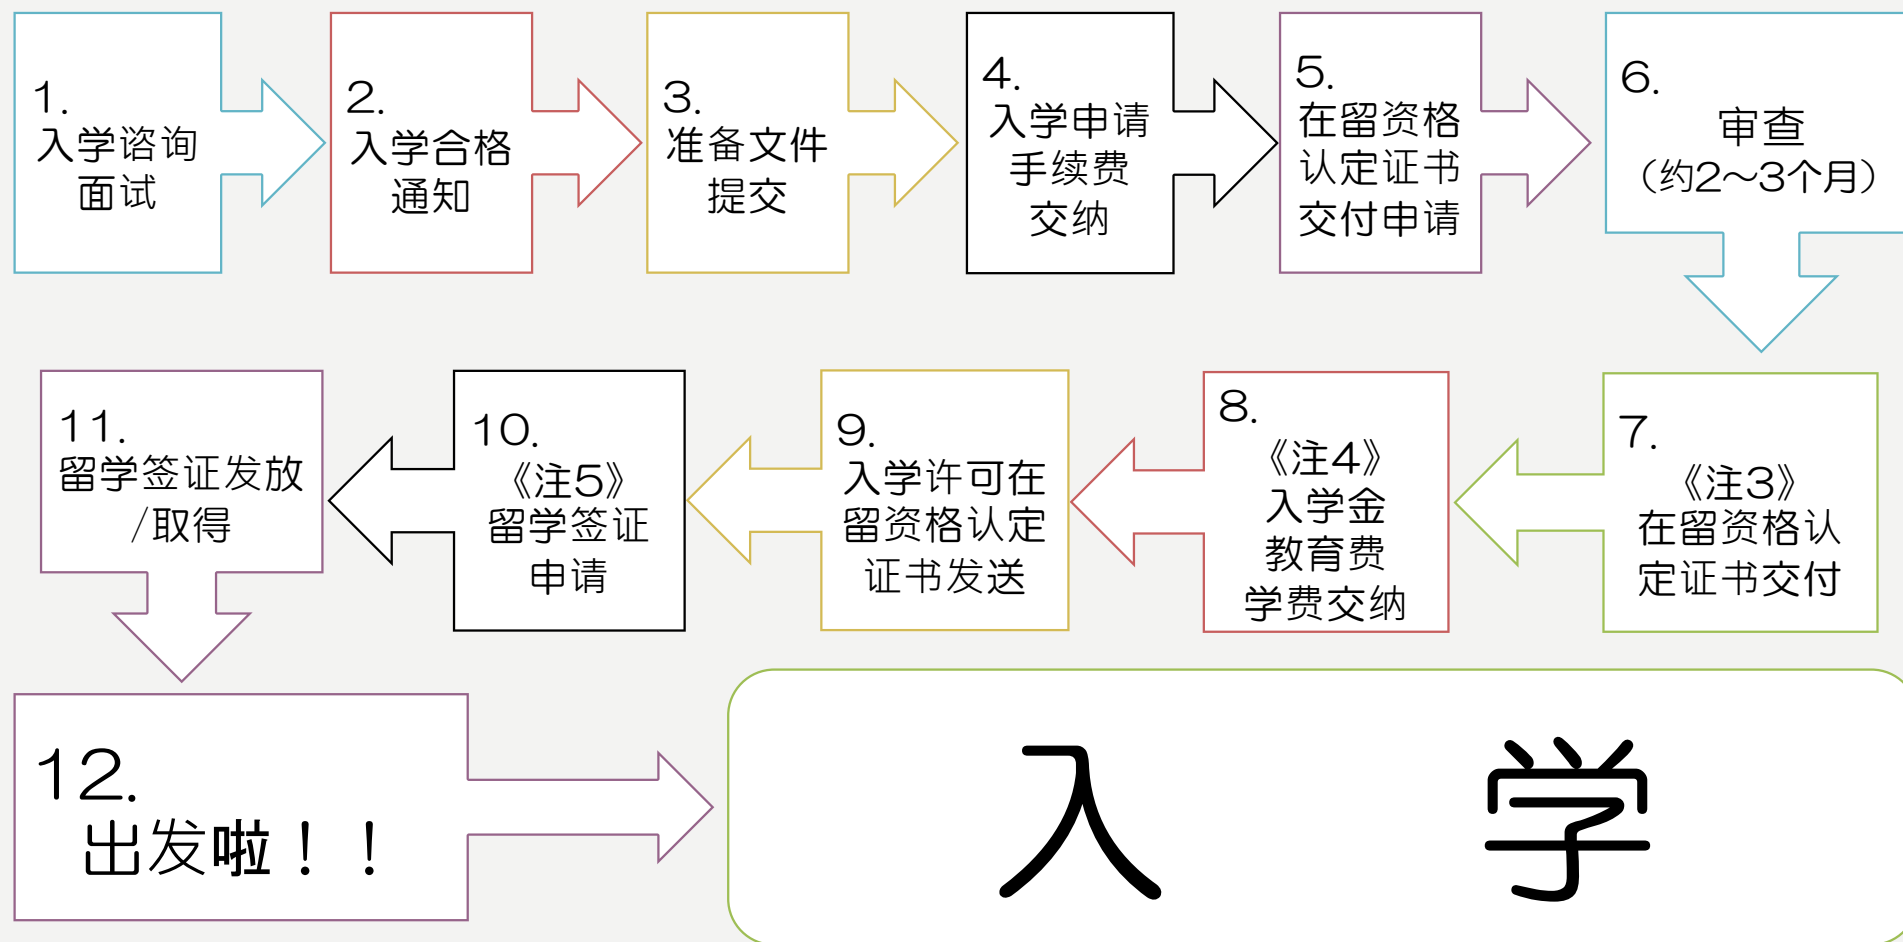 1.
入学谘询
面试
2.
入学合格
通知
3.
准备文件
提交
4.
入学申请
手续费
交纳
5.
在留资格
认定证书
交付申请
6.
审查
（约2～3个月）
7.
《注3》
在留资格认
定证书交付
8.
《注4》
入学金
教育费
学费交纳
9.
入学许可在
留资格认定
证书发送
10.
《注5》
留学签证
申请
11.
留学签证发放
/取得
12.
出发啦！！
入 学